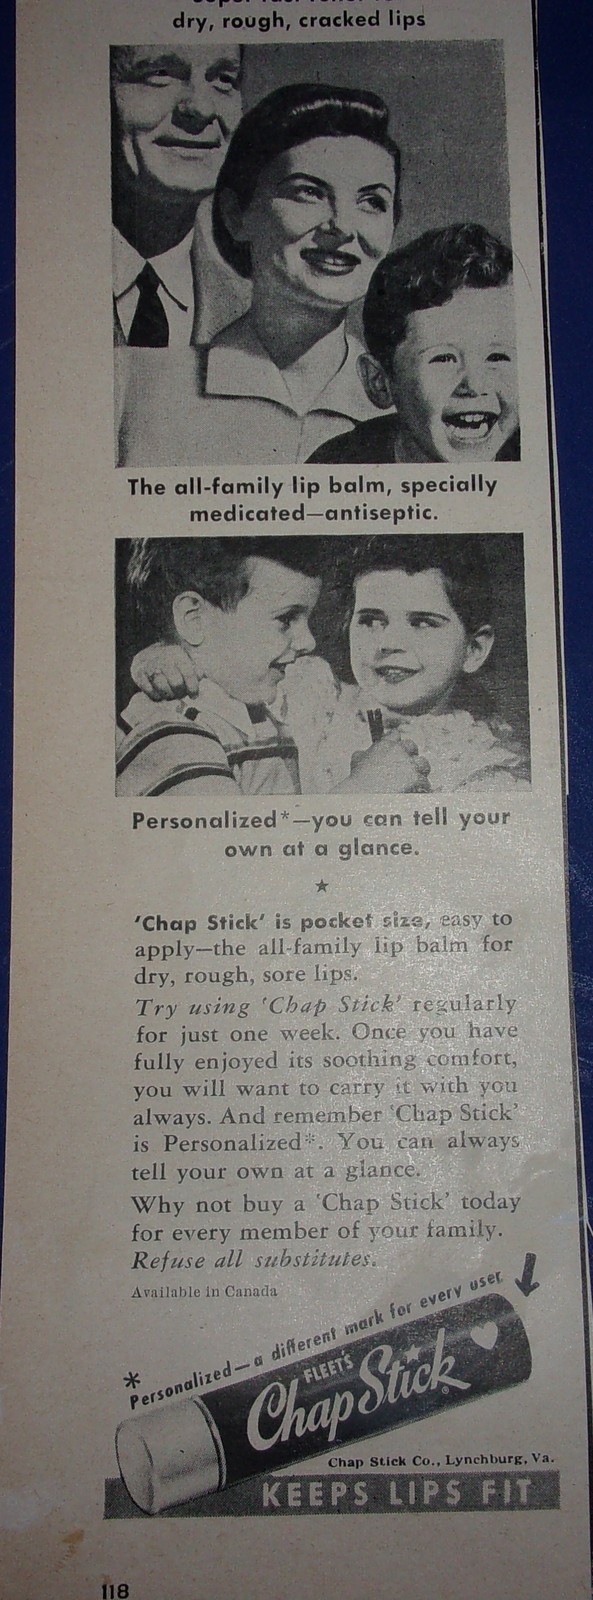 dry, rough, cracked lips
The all-family lip balm, specially
medicated—antiseptic.
Personalized*—you can tell your
own at a glance.
★
'Chap Stick' is pocket size, easy to
apply—the all-family lip balm for
dry, rough, sore lips.
Try using 'Chap Stick' regularly
for just one week. Once you have
fully enjoyed its soothing comfort,
you will want to carry it with you
always. And remember 'Chap Stick'
is Personalized*. You can always
tell your own at a glance.
Why not buy a 'Chap Stick' today
for every member of your family.
Refuse all substitutes.
Available in Canada
*Personalized—a different mark for every user
FLEET'S
Chap Stick®
Chap Stick Co., Lynchburg, Va.
KEEPS LIPS FIT
118